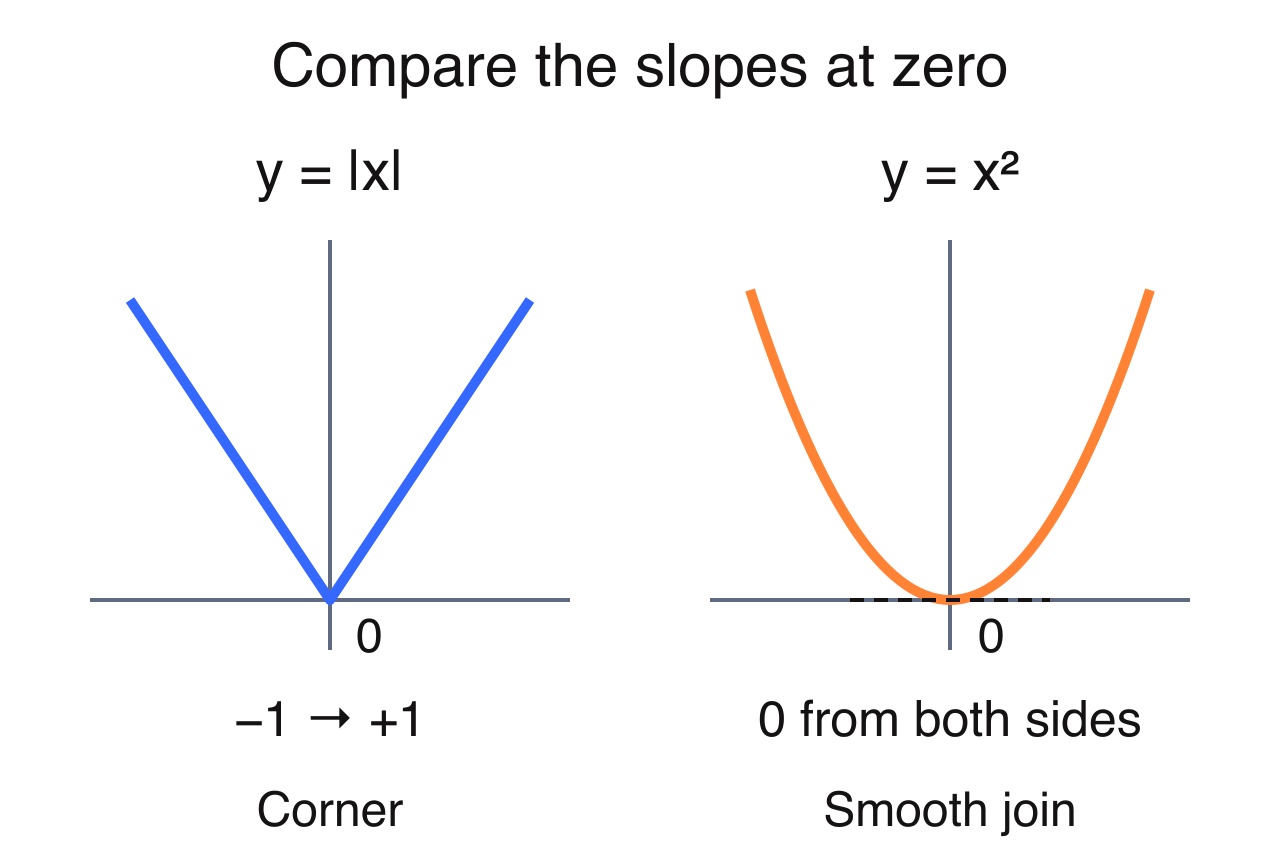 Compare the slopes at zero
y = |x|
y = x²
0
0
−1 → +1
0 from both sides
Corner
Smooth join